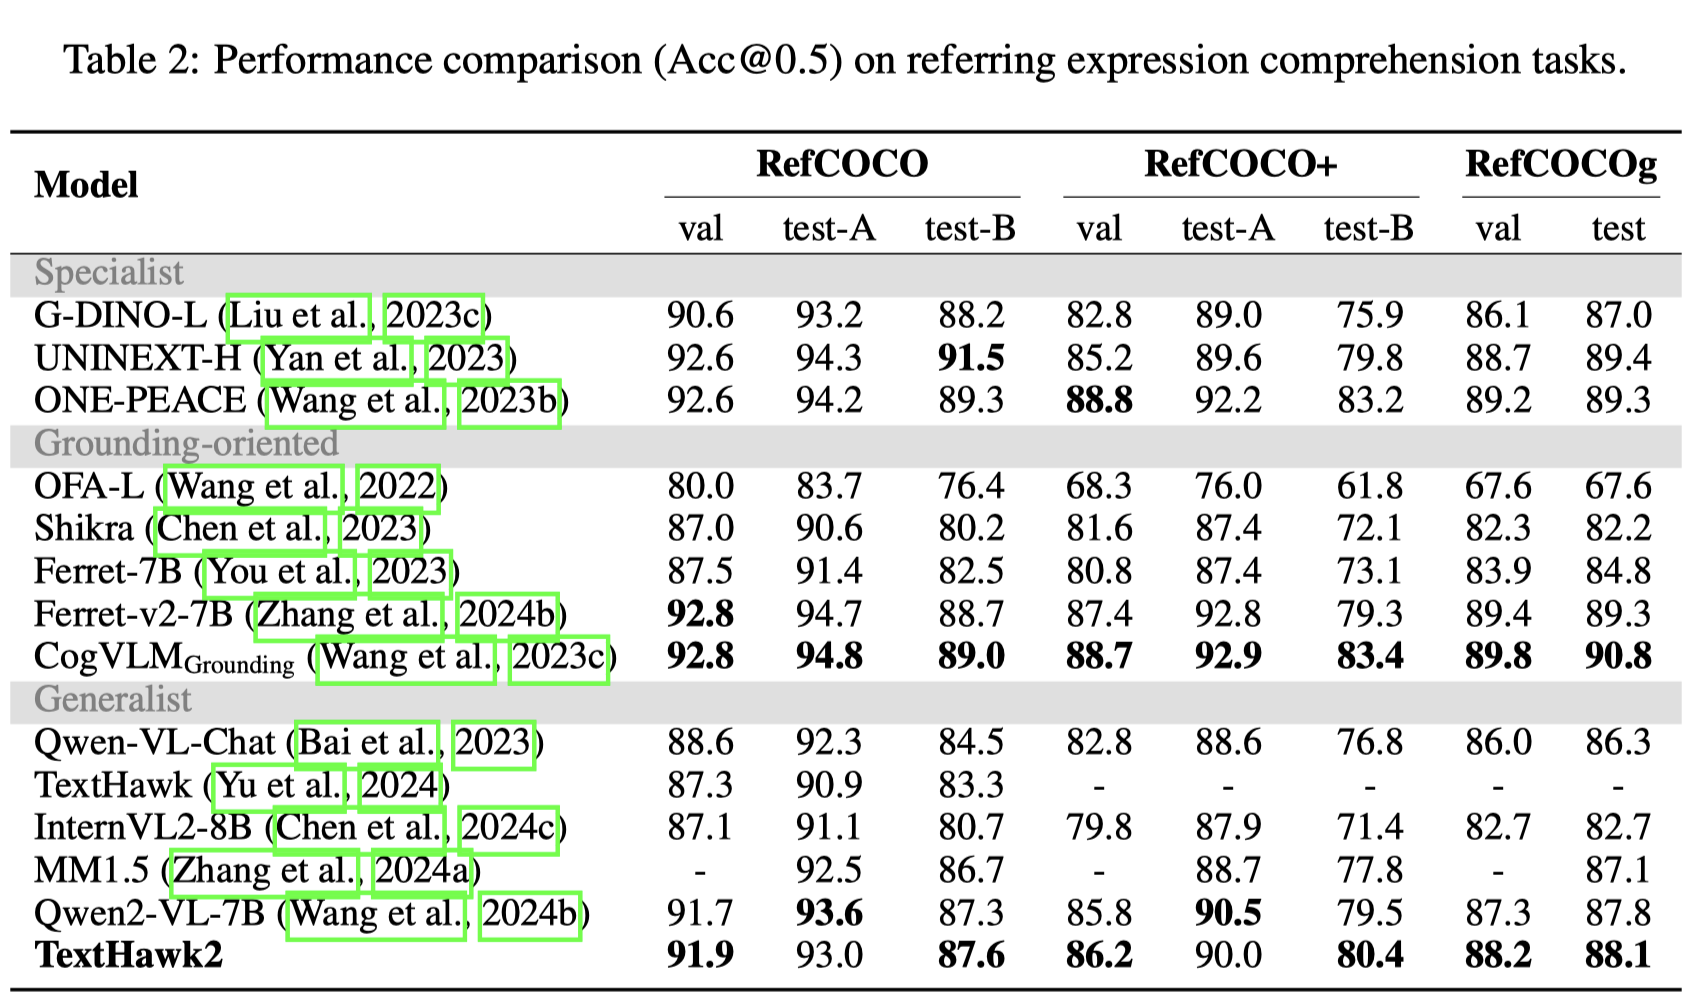 Table 2: Performance comparison (Acc@0.5) on referring expression comprehension tasks.
Model RefCOCO RefCOCO+ RefCOCOg
val test-A test-B val test-A test-B val test
Specialist
G-DINO-L (Liu et al., 2023c) 90.6 93.2 88.2 82.8 89.0 75.9 86.1 87.0
UNINEXT-H (Yan et al., 2023) 92.6 94.3 91.5 85.2 89.6 79.8 88.7 89.4
ONE-PEACE (Wang et al., 2023b) 92.6 94.2 89.3 88.8 92.2 83.2 89.2 89.3
Grounding-oriented
OFA-L (Wang et al., 2022) 80.0 83.7 76.4 68.3 76.0 61.8 67.6 67.6
Shikra (Chen et al., 2023) 87.0 90.6 80.2 81.6 87.4 72.1 82.3 82.2
Ferret-7B (You et al., 2023) 87.5 91.4 82.5 80.8 87.4 73.1 83.9 84.8
Ferret-v2-7B (Zhang et al., 2024b) 92.8 94.7 88.7 87.4 92.8 79.3 89.4 89.3
CogVLMGrounding (Wang et al., 2023c) 92.8 94.8 89.0 88.7 92.9 83.4 89.8 90.8
Generalist
Qwen-VL-Chat (Bai et al., 2023) 88.6 92.3 84.5 82.8 88.6 76.8 86.0 86.3
TextHawk (Yu et al., 2024) 87.3 90.9 83.3 - - - - -
InternVL2-8B (Chen et al., 2024c) 87.1 91.1 80.7 79.8 87.9 71.4 82.7 82.7
MM1.5 (Zhang et al., 2024a) - 92.5 86.7 - 88.7 77.8 - 87.1
Qwen2-VL-7B (Wang et al., 2024b) 91.7 93.6 87.3 85.8 90.5 79.5 87.3 87.8
TextHawk2 91.9 93.0 87.6 86.2 90.0 80.4 88.2 88.1